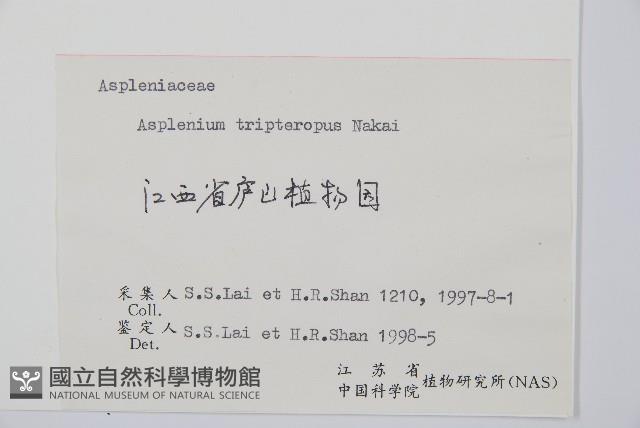 Aspleniaceae
Asplenium tripteropus Nakai
江西省庐山植物园
采集人 S.S.Lai et H.R.Shan 1210, 1997-8-1
Coll.
鉴定人 S.S.Lai et H.R.Shan 1998-5
Det.
江苏省
中国科学院 植物研究所(NAS)
國立自然科學博物館
NATIONAL MUSEUM OF NATURAL SCIENCE